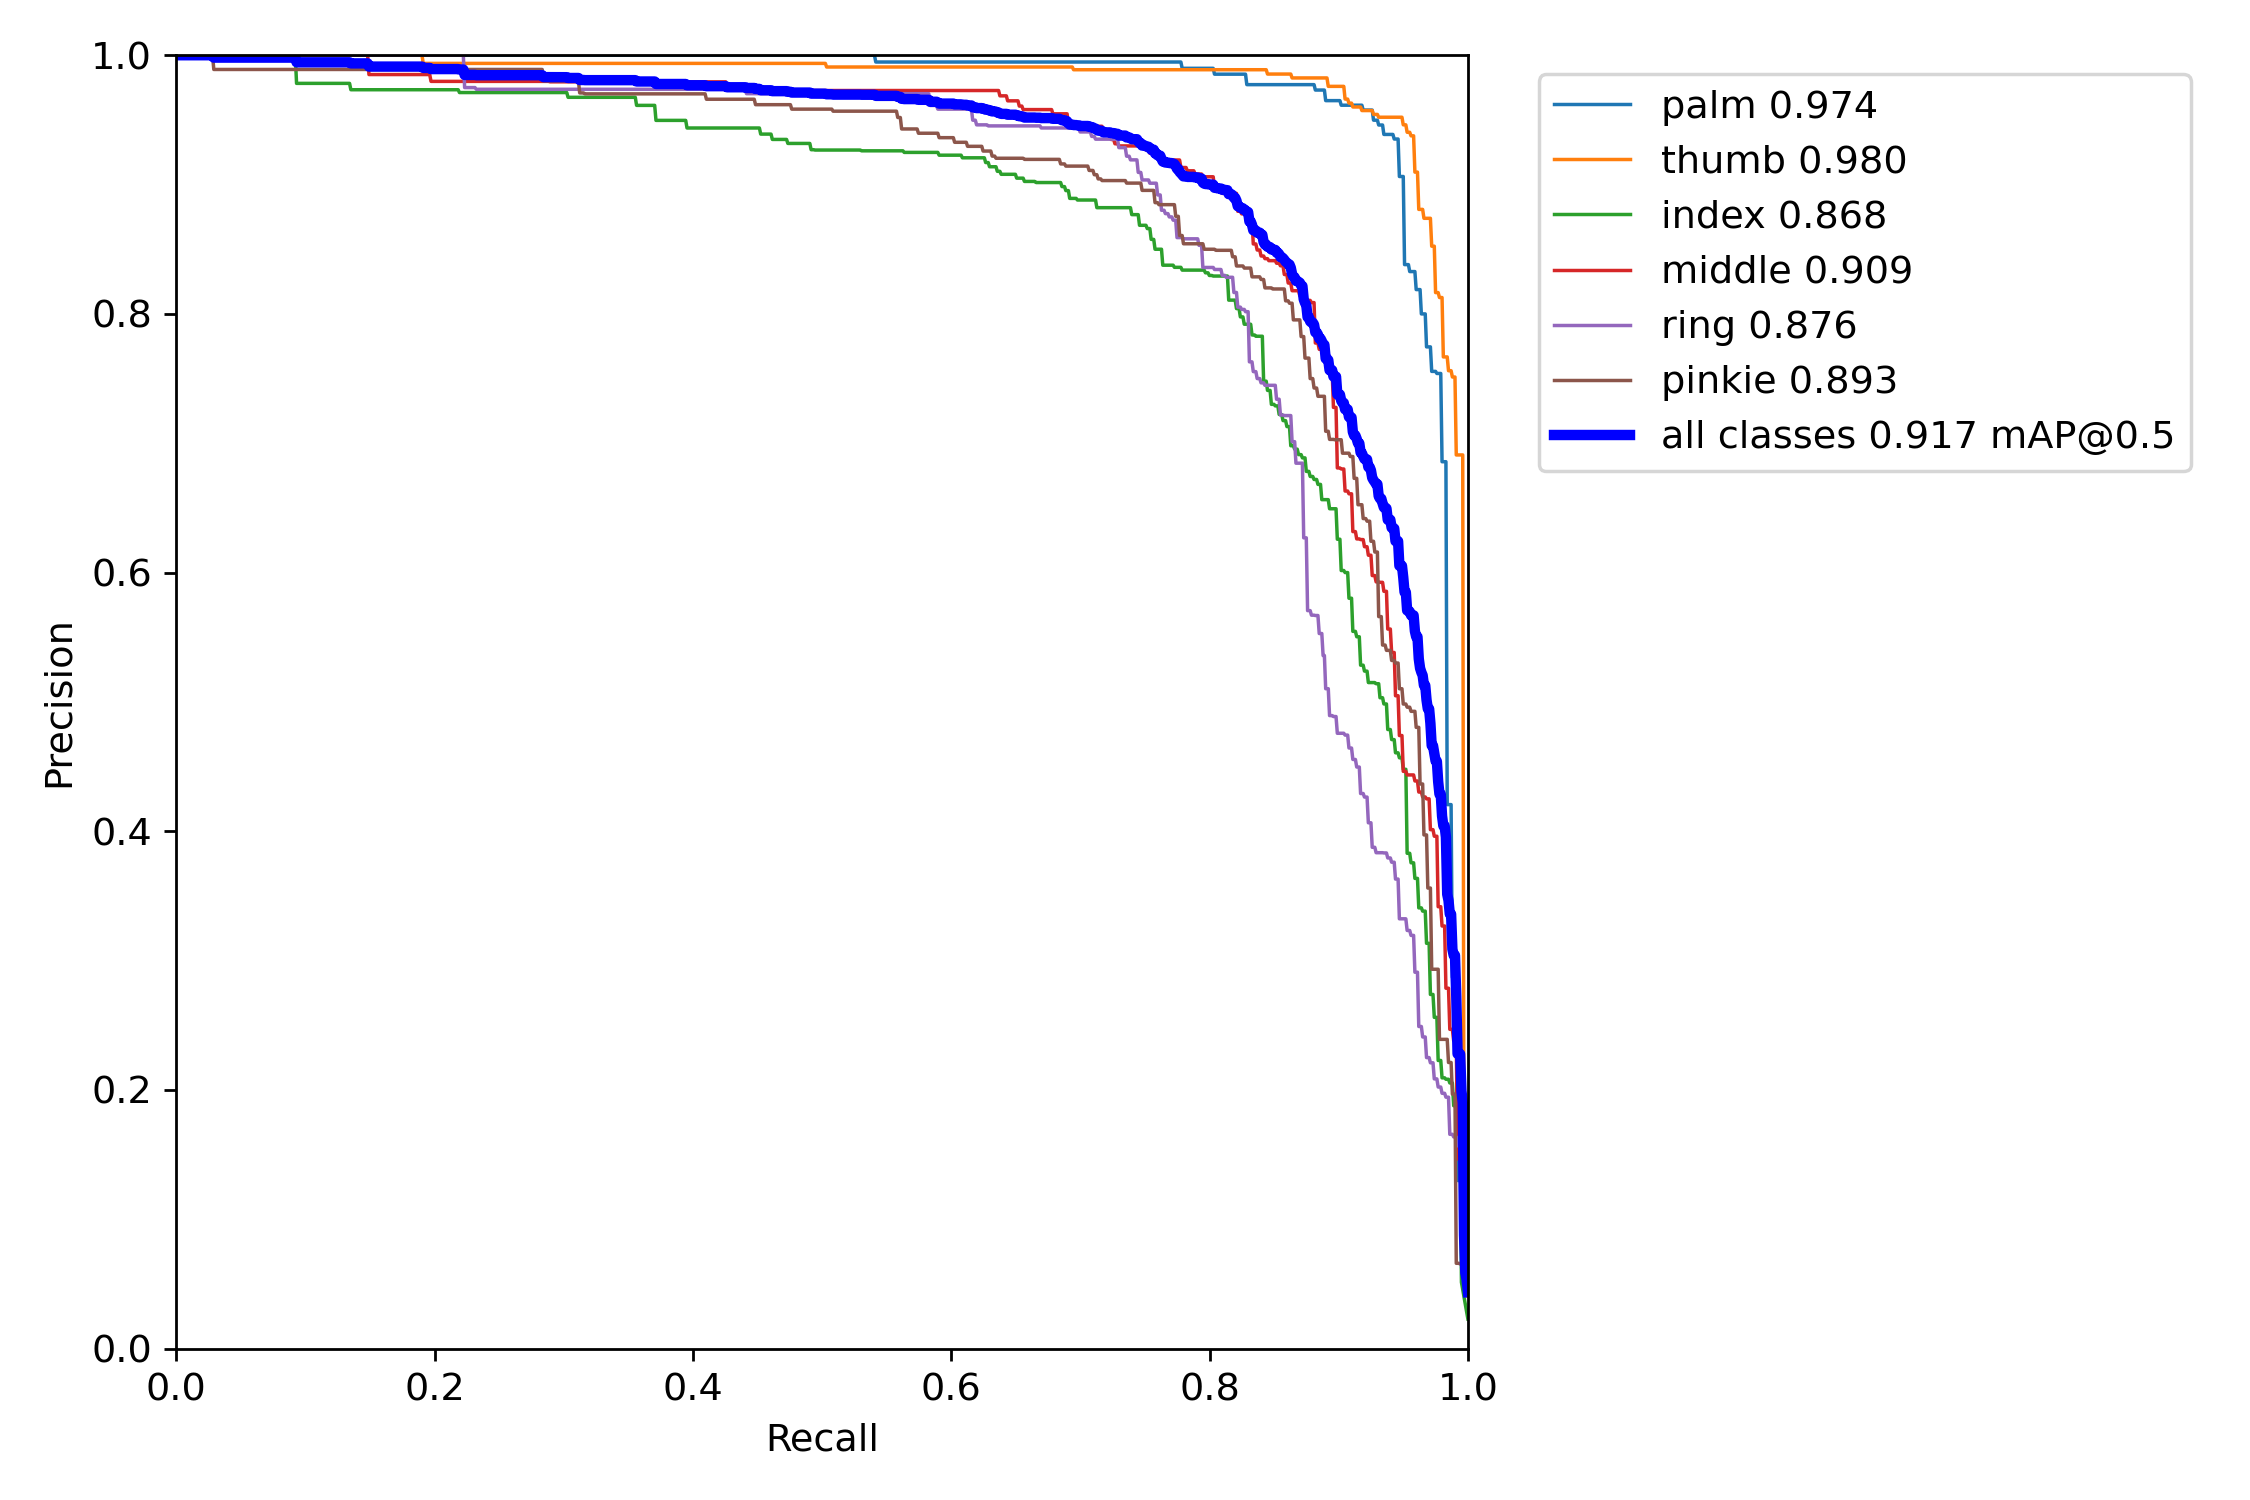 1.0
0.8
0.6
0.4
0.2
0.0
Precision
0.0 0.2 0.4 0.6 0.8 1.0
Recall
palm 0.974
thumb 0.980
index 0.868
middle 0.909
ring 0.876
pinkie 0.893
all classes 0.917 mAP@0.5